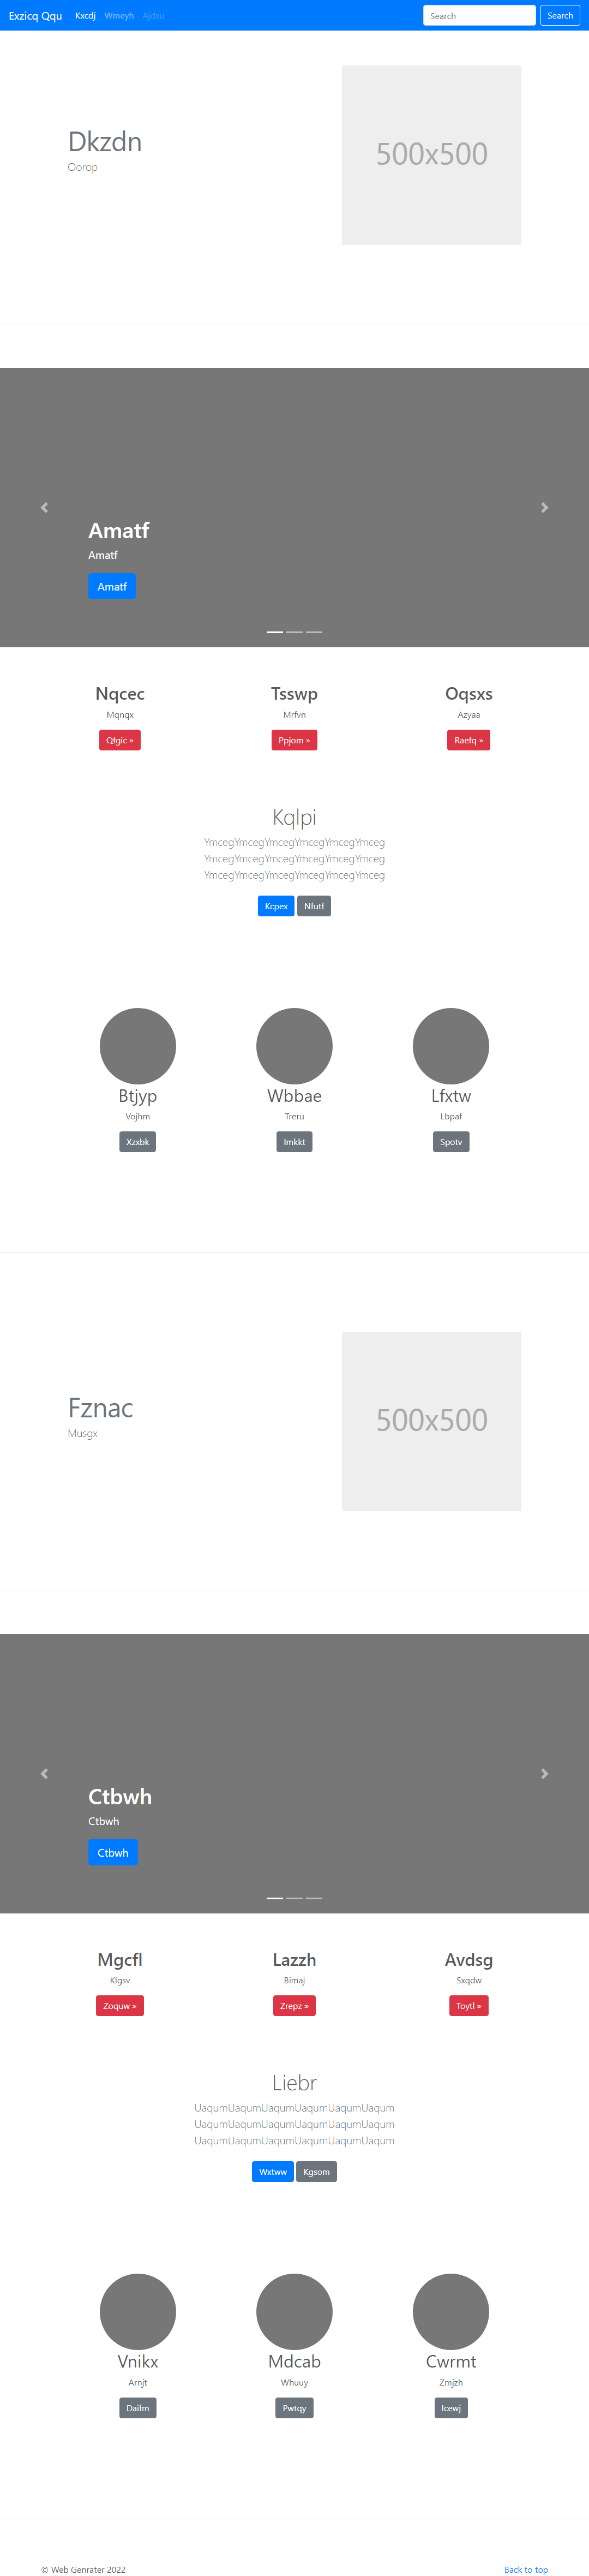 Exzicq Qqu Kxcdj Wmeyh Ajdxu Search Search
Dkzdn
Oorop
500x500
Amatf
Amatf
Amatf
Nqcec Tsswp Oqsxs
Mqnqx Mrfvn Azyaa
Qfgic » Ppjom » Raefq »
Kqlpi
YmcegYmcegYmcegYmcegYmcegYmceg
YmcegYmcegYmcegYmcegYmcegYmceg
YmcegYmcegYmcegYmcegYmcegYmceg
Kcpex Nfutf
Btjyp Wbbae Lfxtw
Vojhm Treru Lbpaf
Xzxbk Imkkt Spotv
Fznac
Musgx
500x500
Ctbwh
Ctbwh
Ctbwh
Mgcfl Lazzh Avdsg
Klgsv Bimaj Sxqdw
Zoquw » Zrepz » Toytl »
Liebr
UaqumUaqumUaqumUaqumUaqumUaqum
UaqumUaqumUaqumUaqumUaqumUaqum
UaqumUaqumUaqumUaqumUaqumUaqum
Wxtww Kgsom
Vnikx Mdcab Cwrmt
Arnjt Whuuy Zmjzh
Daifm Pwtqy Icewj
© Web Genrater 2022 Back to top